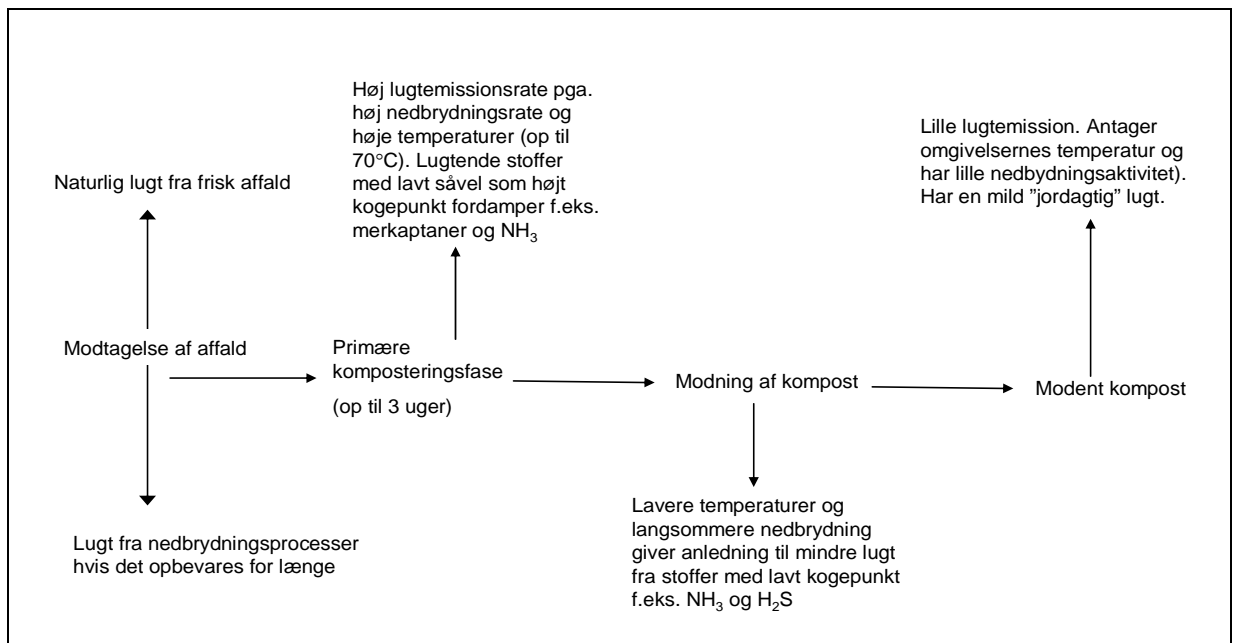 Naturlig lugt fra frisk affald
Høj lugtemissionsrate pga.
høj nedbrydningsrate og
høje temperaturer (op til
70°C). Lugtende stoffer
med lavt såvel som højt
kogepunkt fordamper f.eks.
merkaptaner og NH₃
Lille lugtemission. Antager
omgivelsernes temperatur og
har lille nedbydningsaktivitet).
Har en mild ”jordagtig” lugt.
Modtagelse af affald
Primære
komposteringsfase
(op til 3 uger)
Modning af kompost
Modent kompost
Lugt fra nedbrydningsprocesser
hvis det opbevares for længe
Lavere temperaturer og
langsommere nedbrydning
giver anledning til mindre lugt
fra stoffer med lavt kogepunkt
f.eks. NH₃ og H₂S